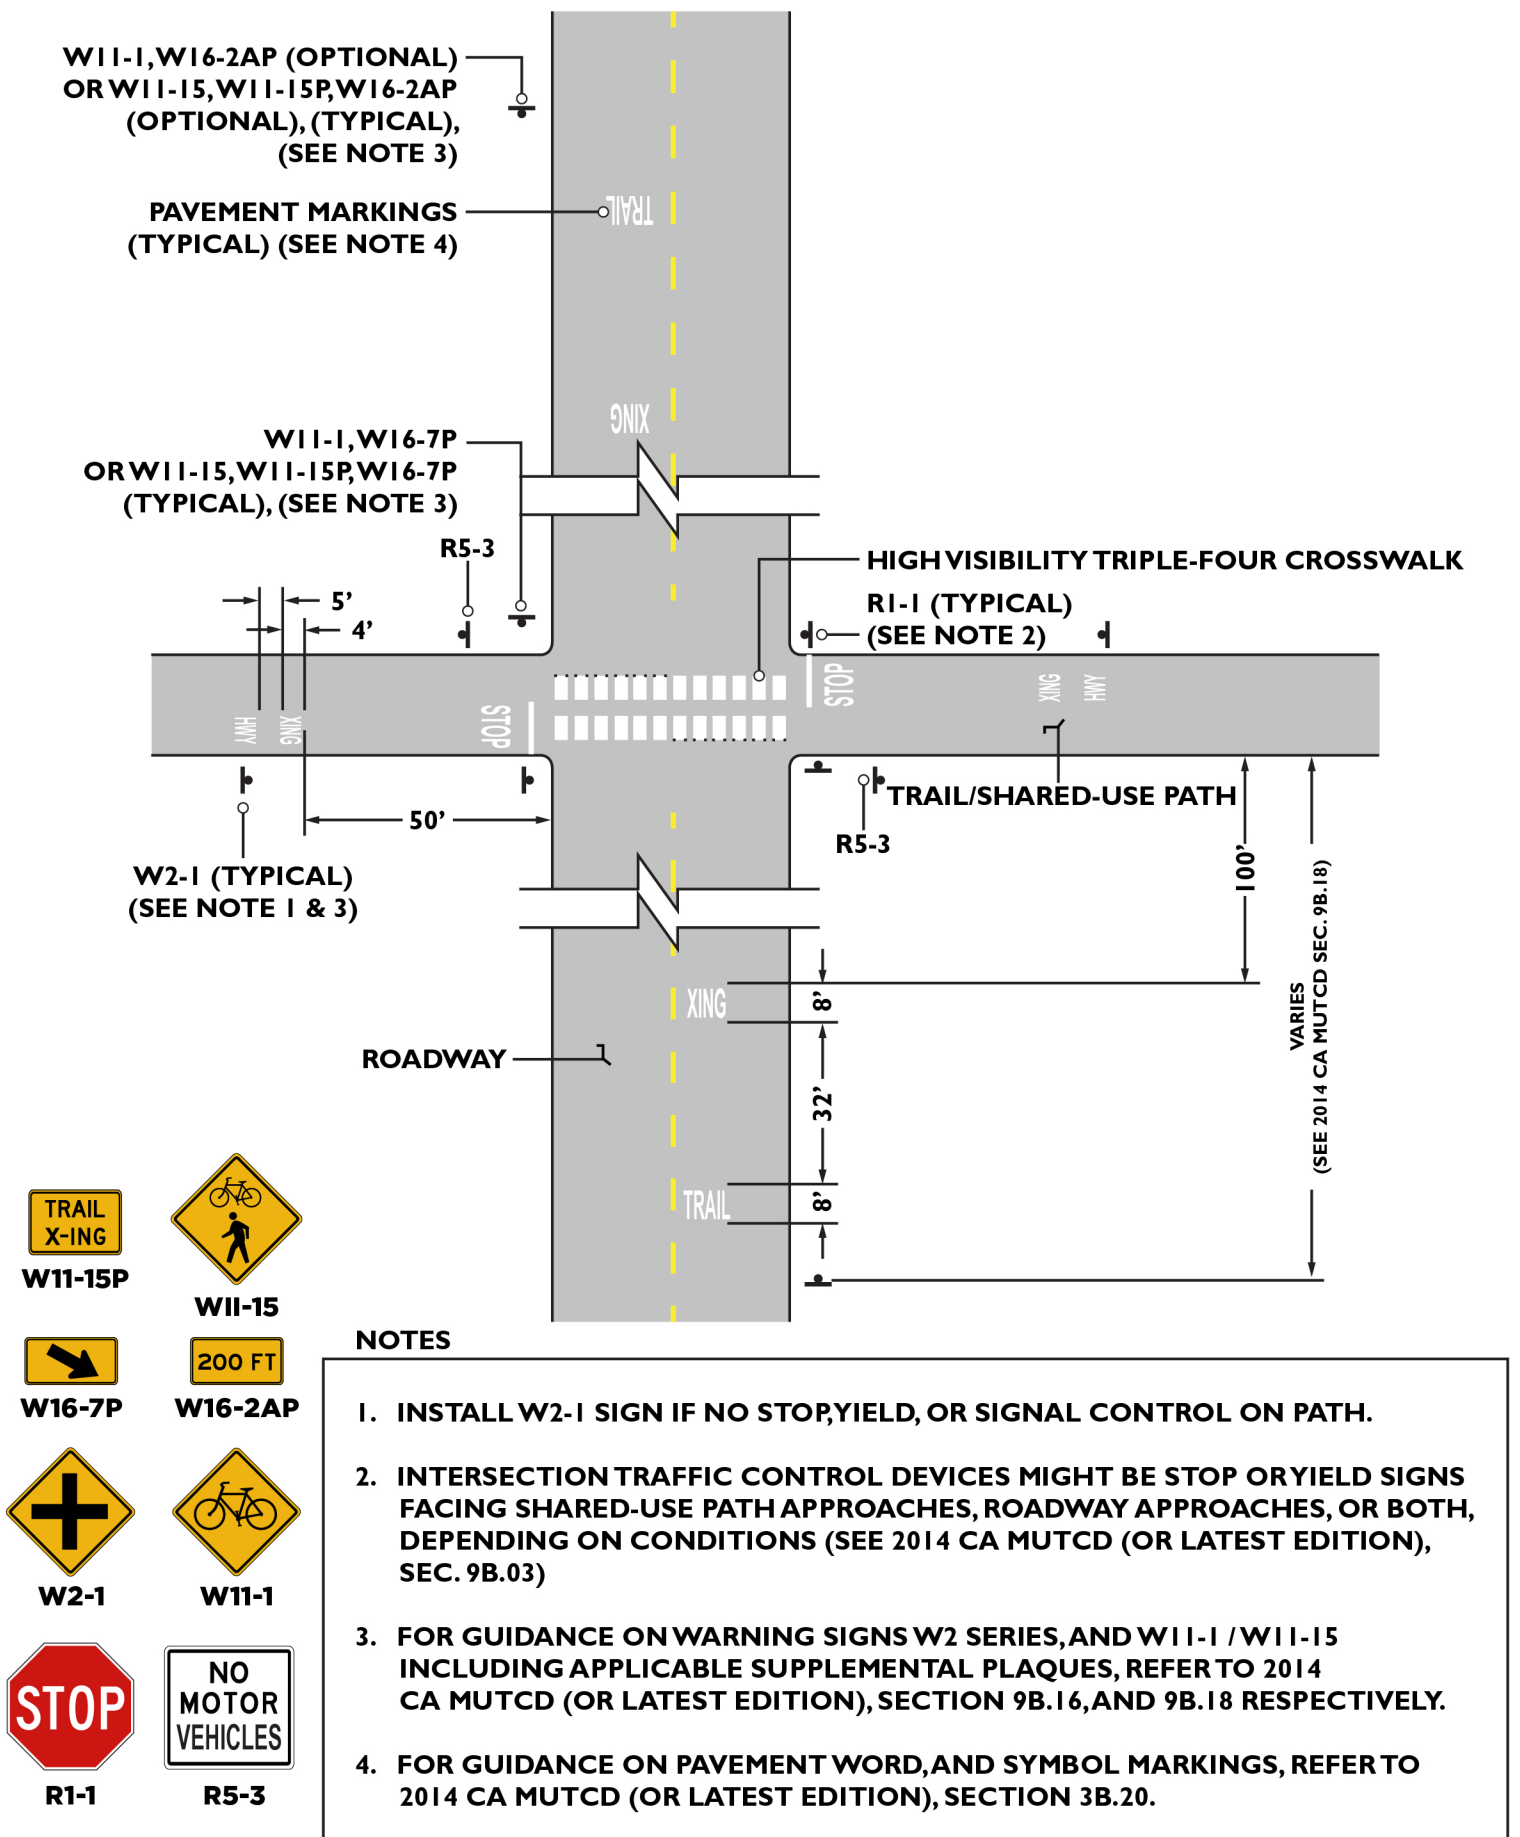 W11-1, W16-2AP (OPTIONAL)
OR W11-15, W11-15P, W16-2AP
(OPTIONAL), (TYPICAL),
(SEE NOTE 3)
PAVEMENT MARKINGS
(TYPICAL) (SEE NOTE 4)
TRAIL
XING
W11-1, W16-7P
OR W11-15, W11-15P, W16-7P
(TYPICAL), (SEE NOTE 3)
R5-3
HIGH VISIBILITY TRIPLE-FOUR CROSSWALK
R1-1 (TYPICAL)
(SEE NOTE 2)
5’
4’
HWY
XING
STOP
STOP
XING
HWY
TRAIL/SHARED-USE PATH
R5-3
50’
W2-1 (TYPICAL)
(SEE NOTE 1 & 3)
100’
VARIES
(SEE 2014 CA MUTCD SEC. 9B.18)
XING
8’
ROADWAY
32’
TRAIL
8’
TRAIL
X-ING
W11-15P
WII-15
W16-7P
200 FT
W16-2AP
W2-1
W11-1
STOP
R1-1
NO
MOTOR
VEHICLES
R5-3
NOTES
1. INSTALL W2-1 SIGN IF NO STOP, YIELD, OR SIGNAL CONTROL ON PATH.
2. INTERSECTION TRAFFIC CONTROL DEVICES MIGHT BE STOP OR YIELD SIGNS
FACING SHARED-USE PATH APPROACHES, ROADWAY APPROACHES, OR BOTH,
DEPENDING ON CONDITIONS (SEE 2014 CA MUTCD (OR LATEST EDITION),
SEC. 9B.03)
3. FOR GUIDANCE ON WARNING SIGNS W2 SERIES, AND W11-1 / W11-15
INCLUDING APPLICABLE SUPPLEMENTAL PLAQUES, REFER TO 2014
CA MUTCD (OR LATEST EDITION), SECTION 9B.16, AND 9B.18 RESPECTIVELY.
4. FOR GUIDANCE ON PAVEMENT WORD, AND SYMBOL MARKINGS, REFER TO
2014 CA MUTCD (OR LATEST EDITION), SECTION 3B.20.